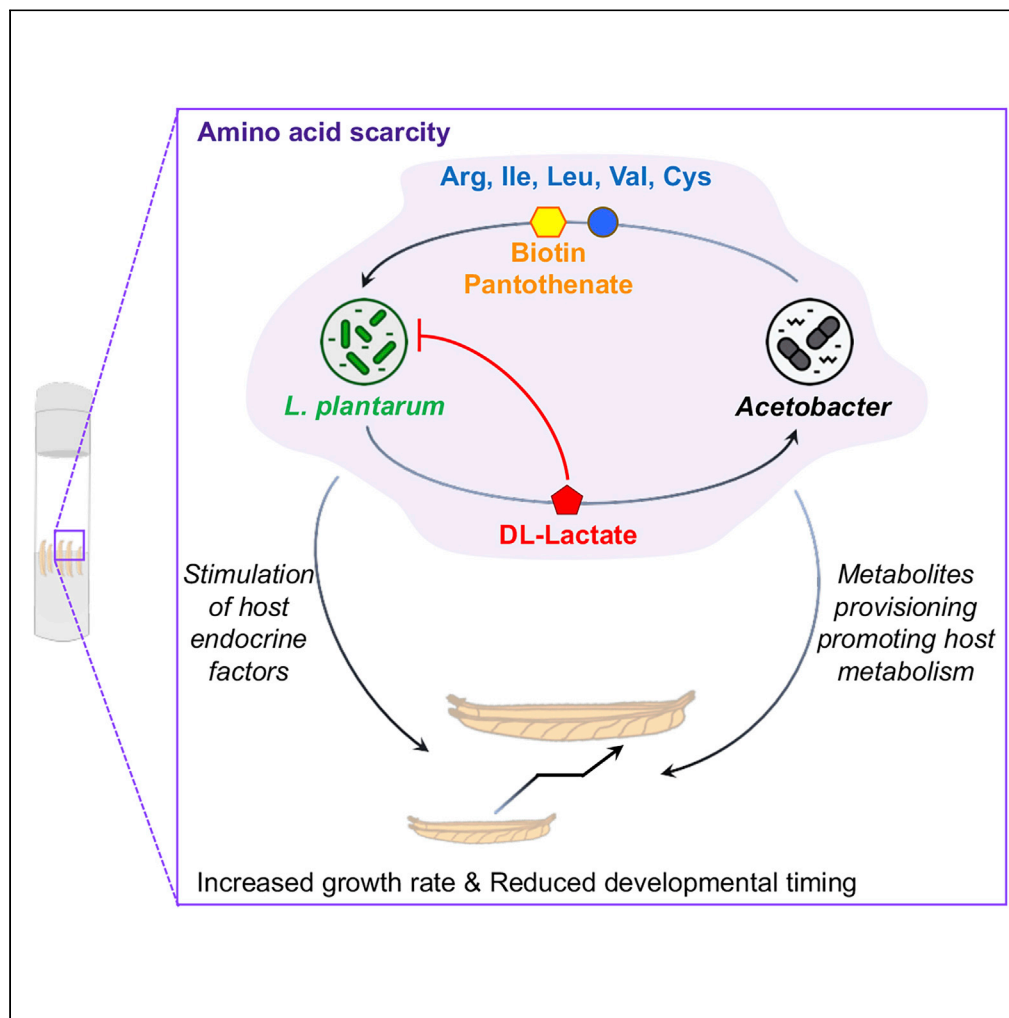 Amino acid scarcity
Arg, Ile, Leu, Val, Cys
Biotin
Pantothenate
L. plantarum
Acetobacter
DL-Lactate
Stimulation
of host
endocrine
factors
Metabolites
provisioning
promoting host
metabolism
Increased growth rate & Reduced developmental timing